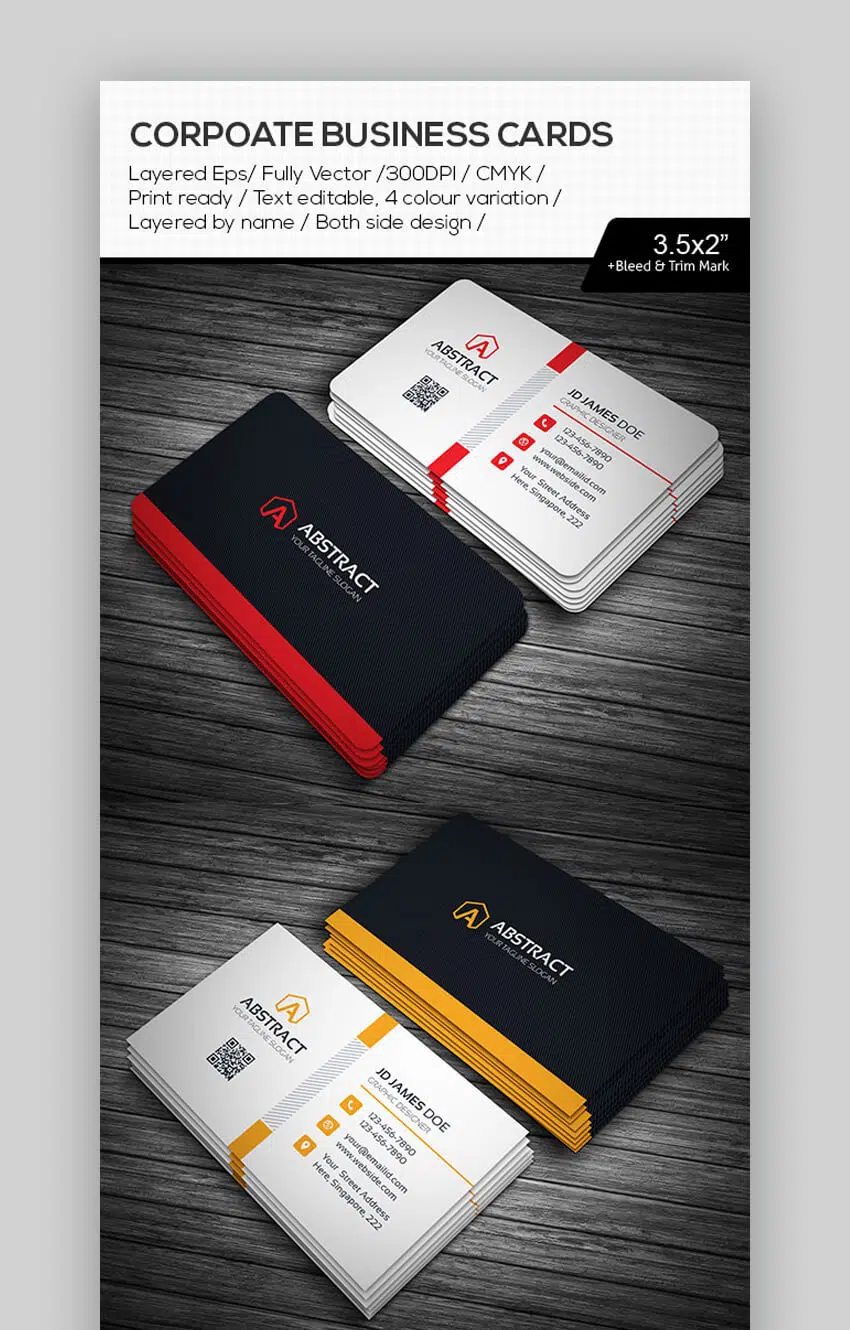 CORPOATE BUSINESS CARDS
Layered Eps/ Fully Vector /300DPI / CMYK /
Print ready / Text editable, 4 colour variation /
Layered by name / Both side design /
3.5x2”
+Bleed & Trim Mark
A
ABSTRACT
YOUR TAGLINE SLOGAN
JD JAMES DOE
GRAPHIC DESIGNER
123-456-7890
123-456-7890
your@emailid.com
www.webside.com
Your Street Address
Here, Singapore, 222
A
ABSTRACT
YOUR TAGLINE SLOGAN
A
ABSTRACT
YOUR TAGLINE SLOGAN
A
ABSTRACT
YOUR TAGLINE SLOGAN
JD JAMES DOE
GRAPHIC DESIGNER
123-456-7890
123-456-7890
your@emailid.com
www.webside.com
Your Street Address
Here, Singapore, 222